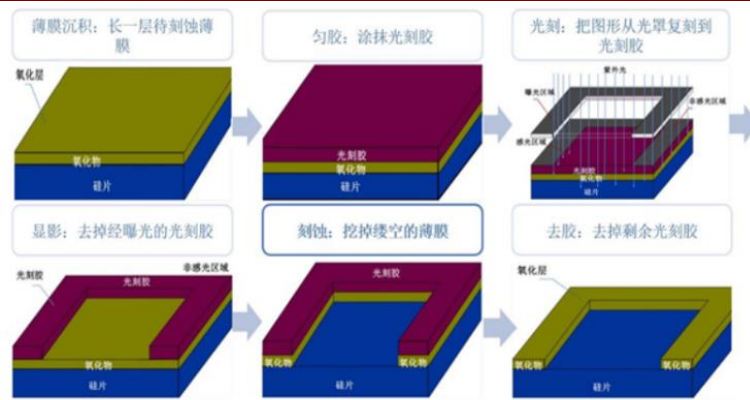 薄膜沉积：长一层待刻蚀薄
膜
氧化层
氧化物
硅片
匀胶：涂抹光刻胶
光刻胶
氧化物
硅片
光刻：把图形从光罩复刻到
光刻胶
紫外光
曝光区域
非感光区域
感光区域
光刻胶
氧化物
硅片
显影：去掉经曝光的光刻胶
光刻胶
非感光区域
光刻胶
氧化物
硅片
刻蚀：挖掉缕空的薄膜
光刻胶
氧化物
氧化物
硅片
去胶：去掉剩余光刻胶
氧化层
氧化物
氧化物
硅片